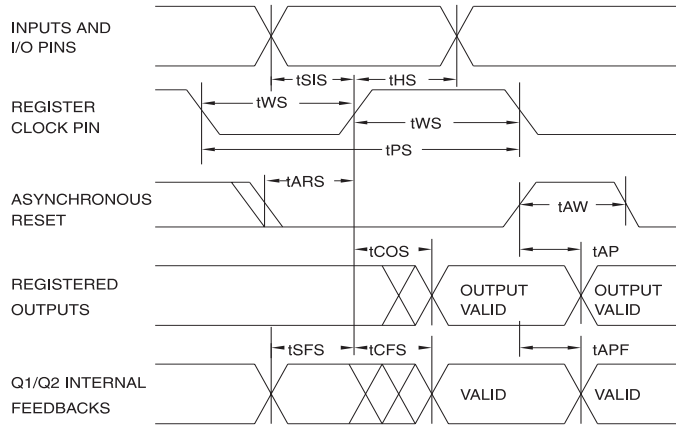 INPUTS AND
I/O PINS
tSIS
tHS
REGISTER
CLOCK PIN
tWS
tWS
tPS
ASYNCHRONOUS
RESET
tARS
tAW
REGISTERED
OUTPUTS
tCOS
tAP
OUTPUT
VALID
OUTPUT
VALID
Q1/Q2 INTERNAL
FEEDBACKS
tSFS
tCFS
tAPF
VALID
VALID